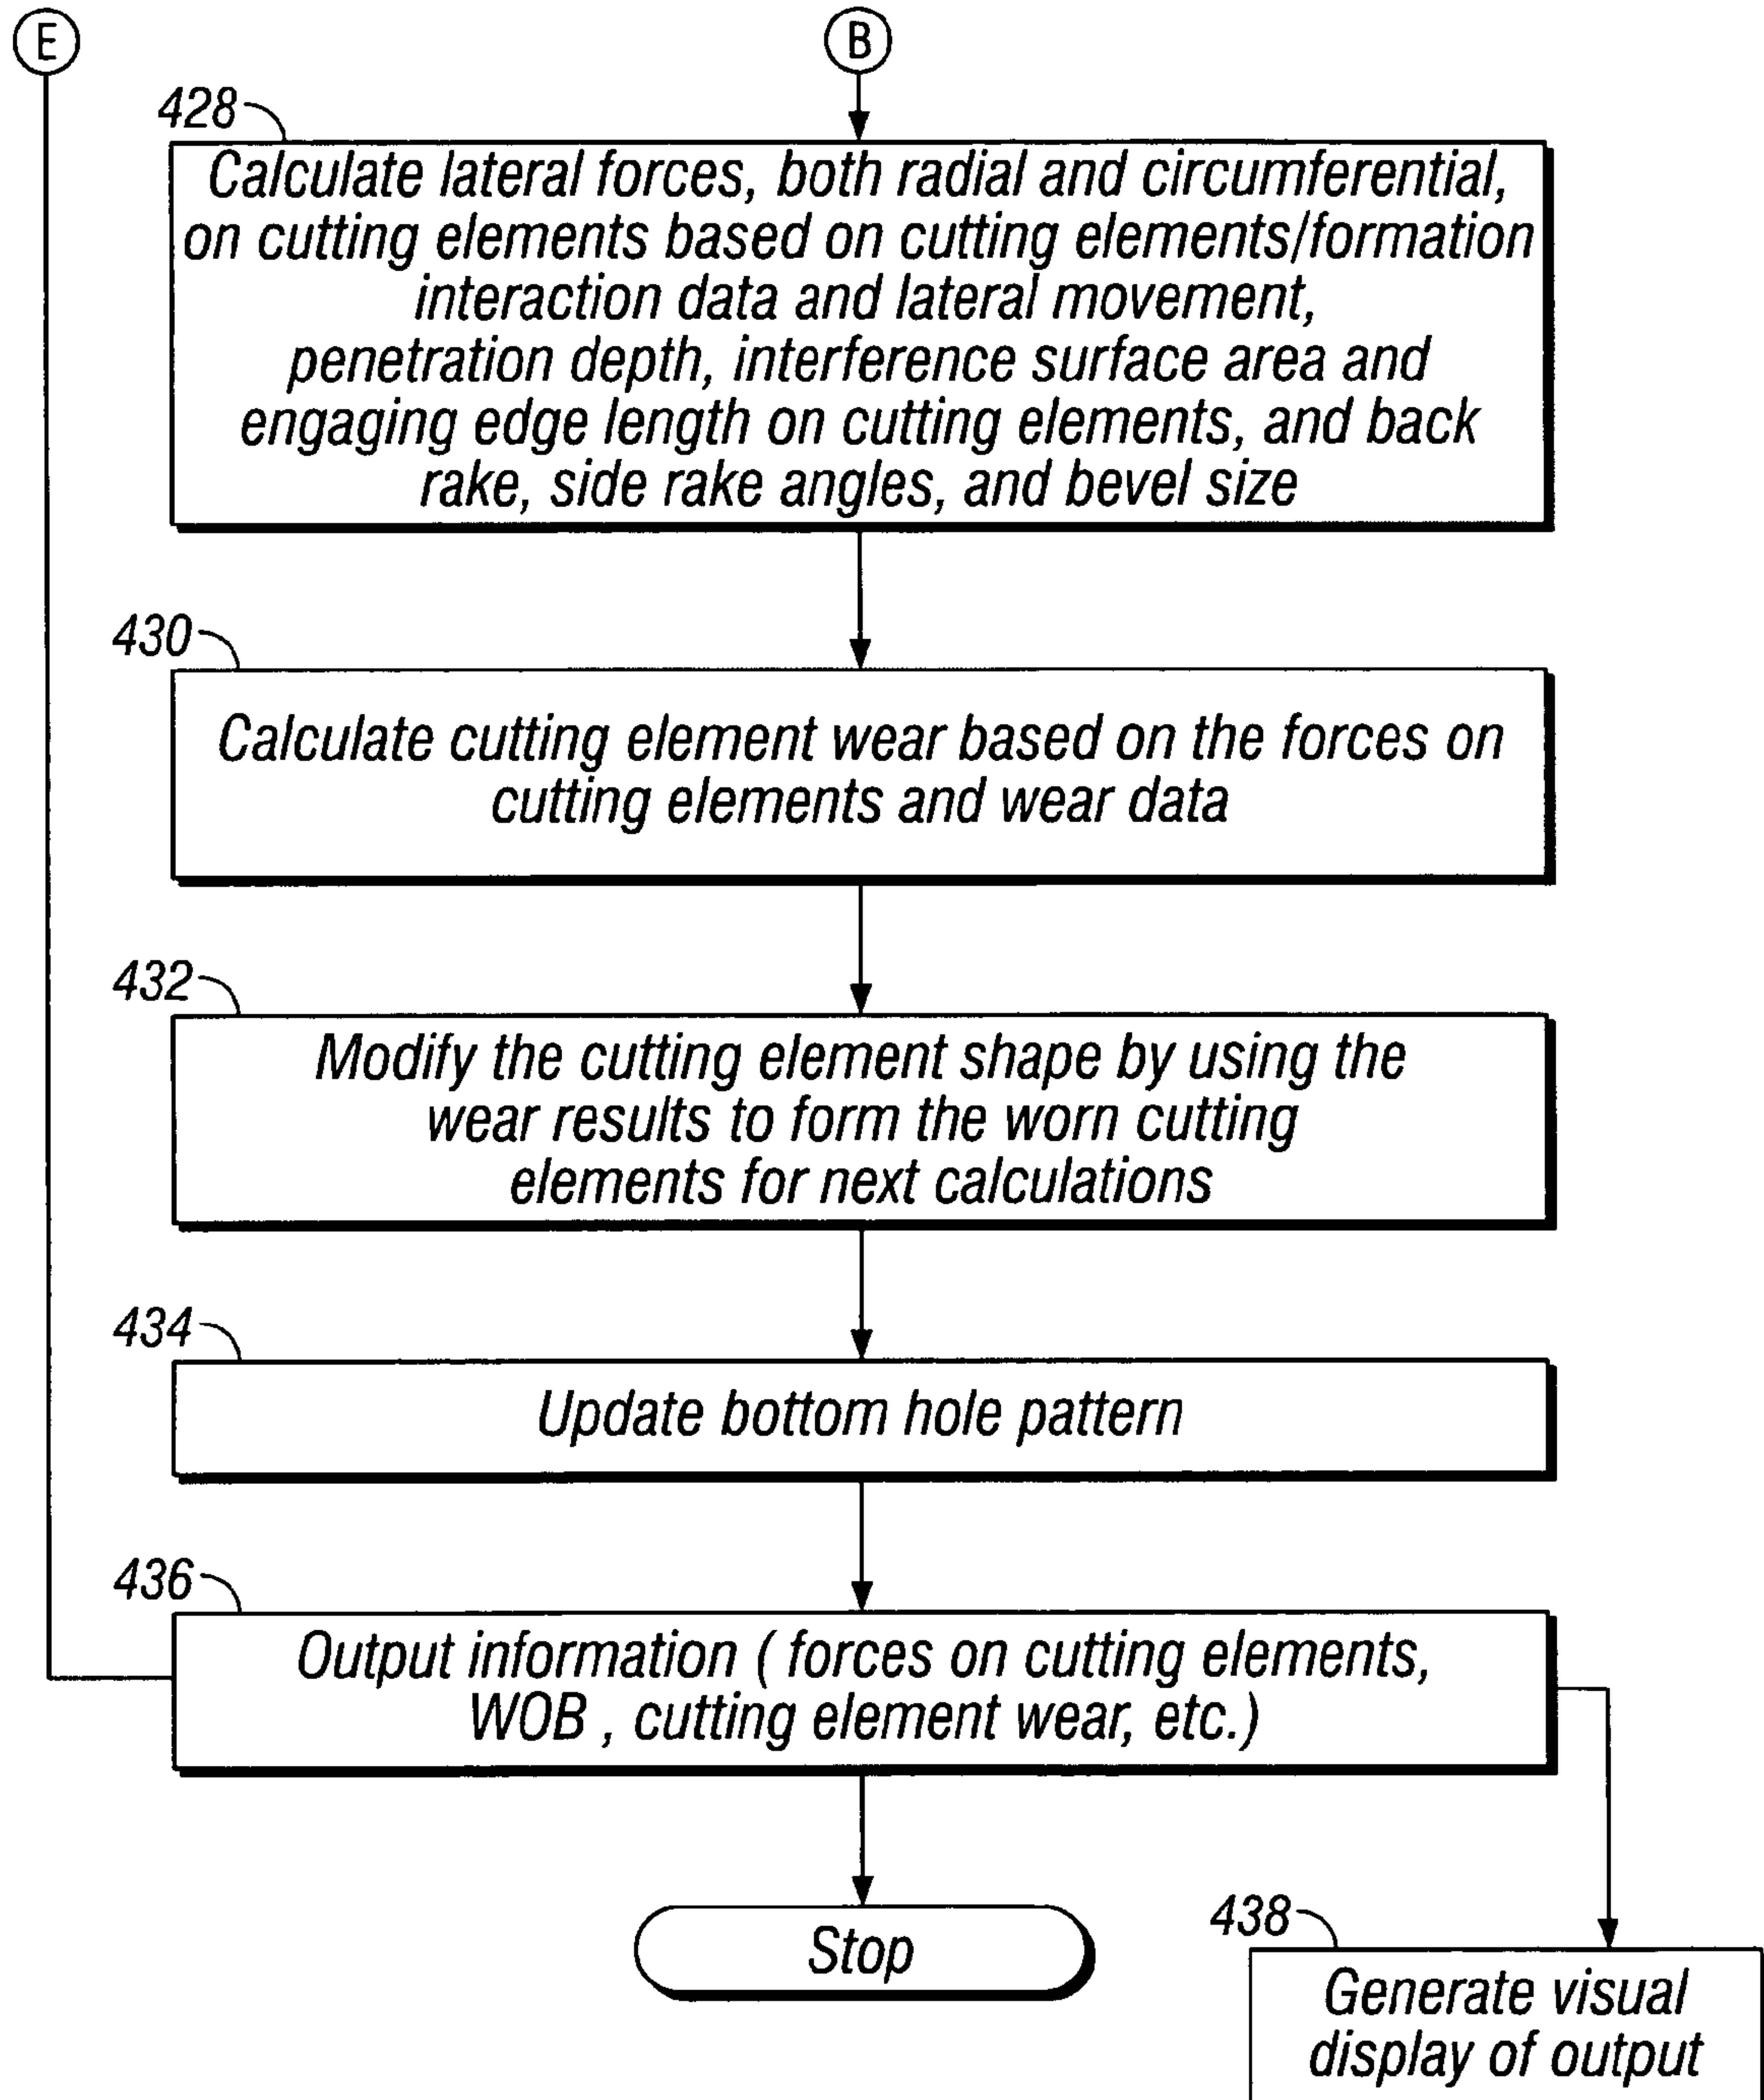 E
B
428
Calculate lateral forces, both radial and circumferential,
on cutting elements based on cutting elements/formation
interaction data and lateral movement,
penetration depth, interference surface area and
engaging edge length on cutting elements, and back
rake, side rake angles, and bevel size
430
Calculate cutting element wear based on the forces on
cutting elements and wear data
432
Modify the cutting element shape by using the
wear results to form the worn cutting
elements for next calculations
434
Update bottom hole pattern
436
Output information ( forces on cutting elements,
WOB , cutting element wear, etc.)
Stop
438
Generate visual
display of output